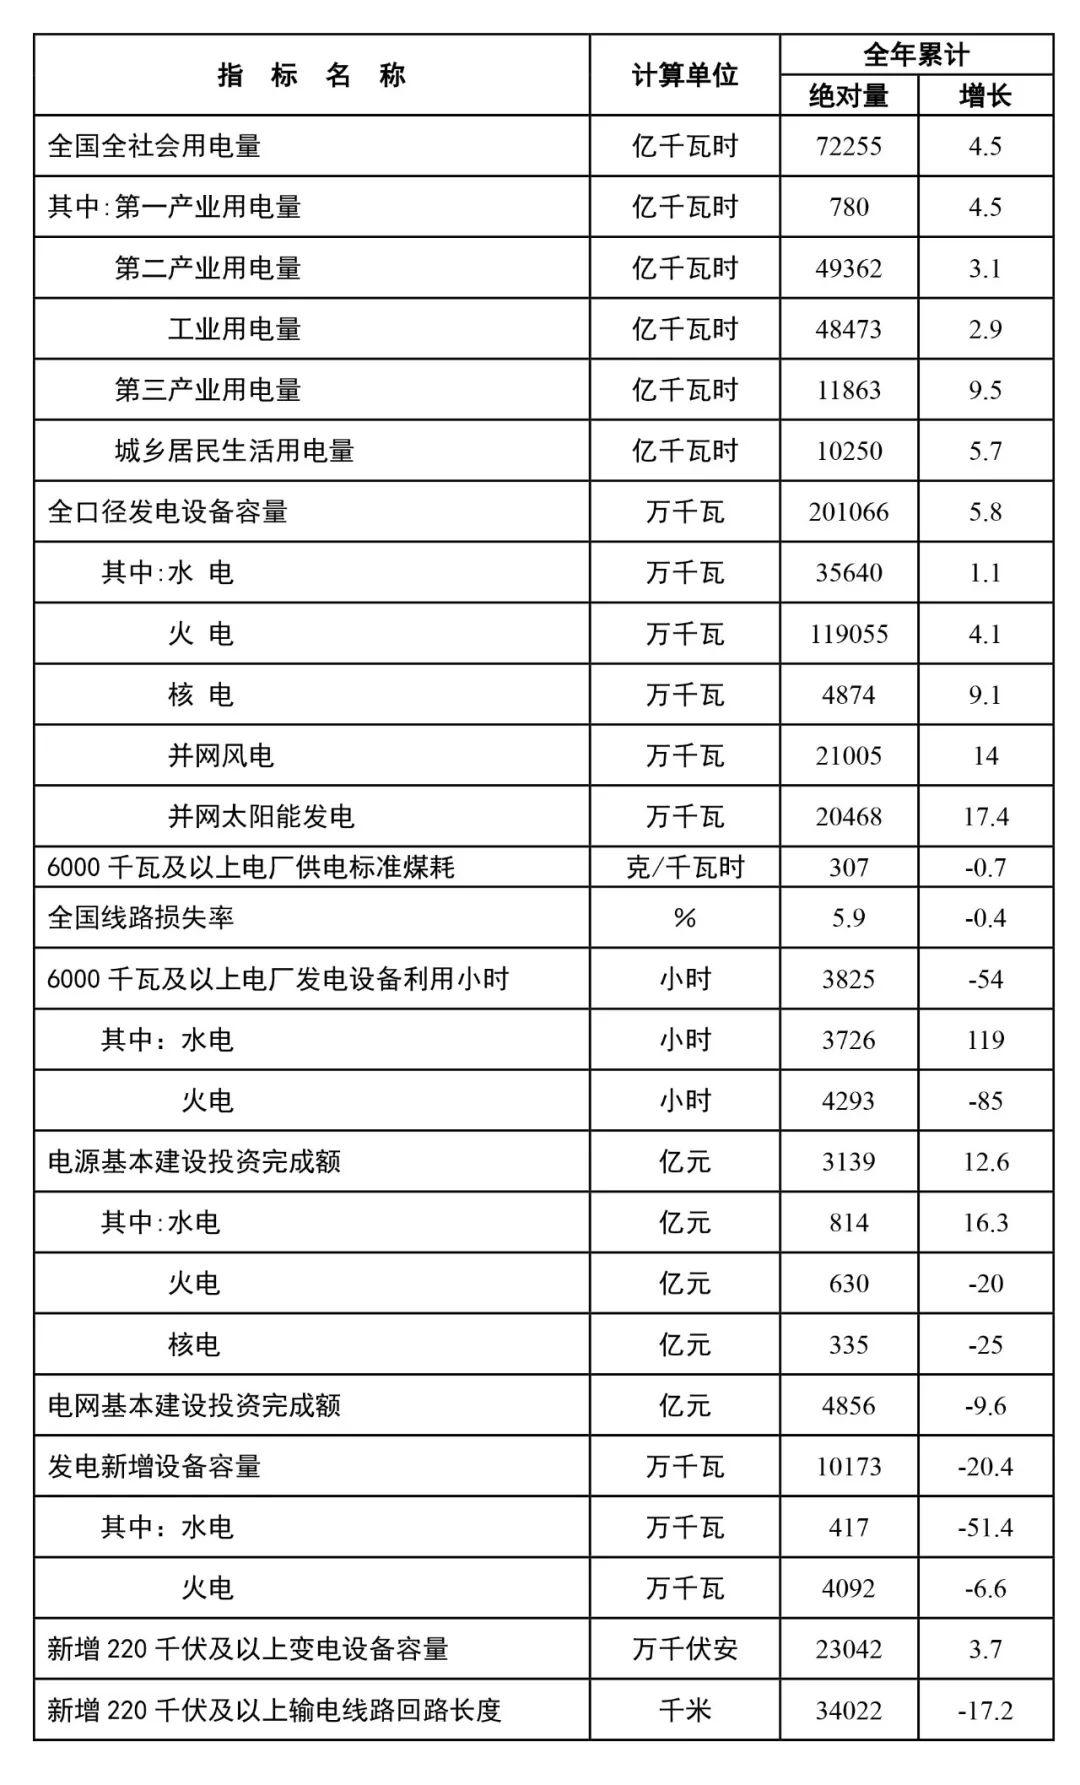 指 标 名 称 计算单位 全年累计
绝对量 增长
全国全社会用电量 亿千瓦时 72255 4.5
其中:第一产业用电量 亿千瓦时 780 4.5
第二产业用电量 亿千瓦时 49362 3.1
工业用电量 亿千瓦时 48473 2.9
第三产业用电量 亿千瓦时 11863 9.5
城乡居民生活用电量 亿千瓦时 10250 5.7
全口径发电设备容量 万千瓦 201066 5.8
其中:水 电 万千瓦 35640 1.1
火 电 万千瓦 119055 4.1
核 电 万千瓦 4874 9.1
并网风电 万千瓦 21005 14
并网太阳能发电 万千瓦 20468 17.4
6000 千瓦及以上电厂供电标准煤耗 克/千瓦时 307 -0.7
全国线路损失率 % 5.9 -0.4
6000 千瓦及以上电厂发电设备利用小时 小时 3825 -54
其中：水电 小时 3726 119
火电 小时 4293 -85
电源基本建设投资完成额 亿元 3139 12.6
其中:水电 亿元 814 16.3
火电 亿元 630 -20
核电 亿元 335 -25
电网基本建设投资完成额 亿元 4856 -9.6
发电新增设备容量 万千瓦 10173 -20.4
其中：水电 万千瓦 417 -51.4
火电 万千瓦 4092 -6.6
新增 220 千伏及以上变电设备容量 万千伏安 23042 3.7
新增 220 千伏及以上输电线路回路长度 千米 34022 -17.2